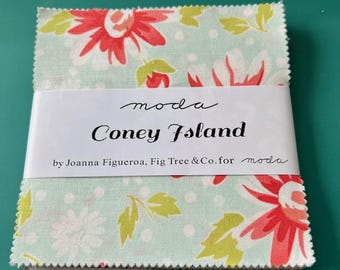 moda
Coney Island
by Joanna Figueroa, Fig Tree & Co. for moda